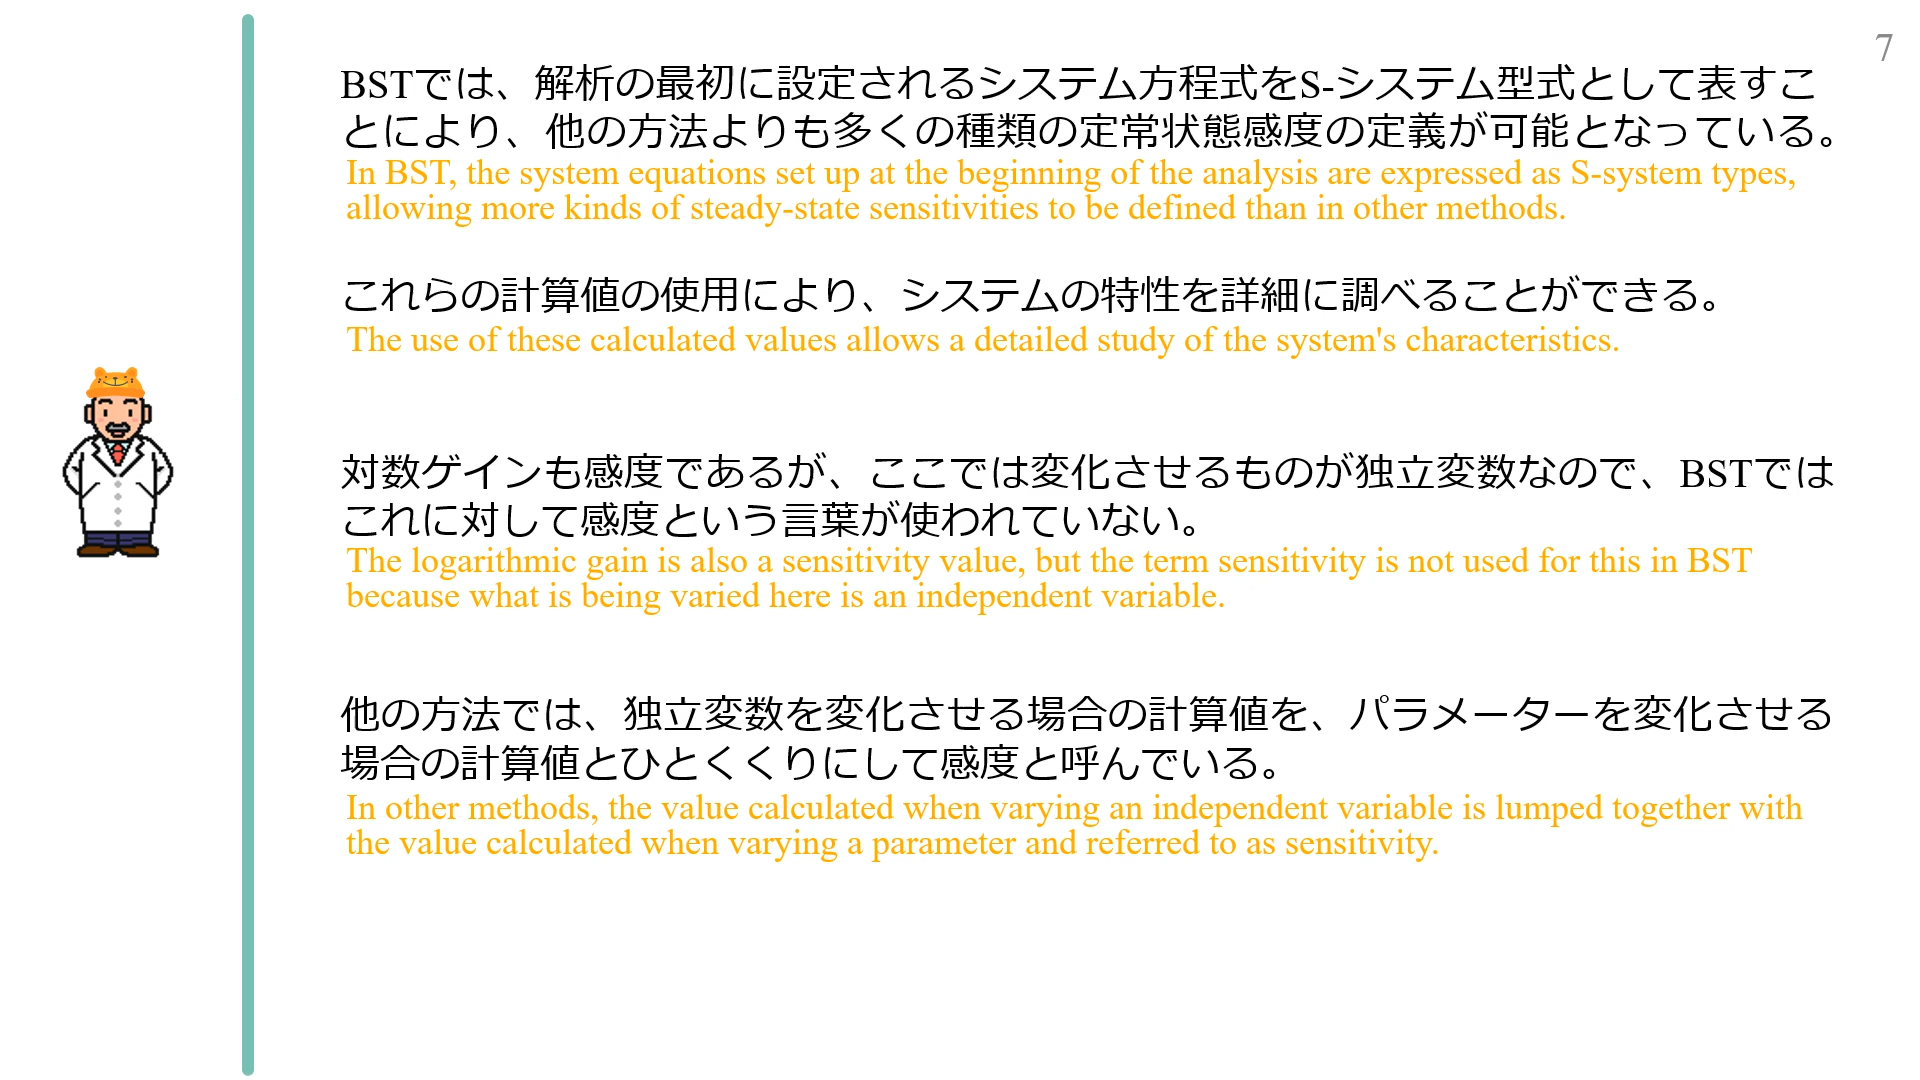 7
BSTでは、解析の最初に設定されるシステム方程式をS-システム型式として表すこ
とにより、他の方法よりも多くの種類の定常状態感度の定義が可能となっている。
In BST, the system equations set up at the beginning of the analysis are expressed as S-system types,
allowing more kinds of steady-state sensitivities to be defined than in other methods.
これらの計算値の使用により、システムの特性を詳細に調べることができる。
The use of these calculated values allows a detailed study of the system's characteristics.
対数ゲインも感度であるが、ここでは変化させるものが独立変数なので、BSTでは
これに対して感度という言葉が使われていない。
The logarithmic gain is also a sensitivity value, but the term sensitivity is not used for this in BST
because what is being varied here is an independent variable.
他の方法では、独立変数を変化させる場合の計算値を、パラメーターを変化させる
場合の計算値とひとくくりにして感度と呼んでいる。
In other methods, the value calculated when varying an independent variable is lumped together with
the value calculated when varying a parameter and referred to as sensitivity.